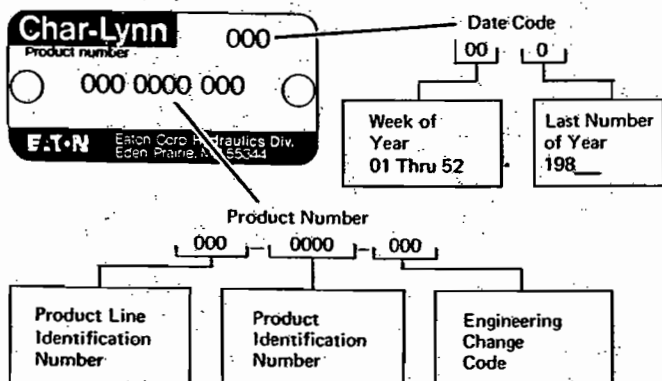 Char-Lynn 000
Product number
000 0000 000
E·T·N Eaton Corp Hydraulics Div.
Eden Prairie, MN 55344
Date Code
00 0
Week of
Year
01 Thru 52
Last Number
of Year
198__
Product Number
000 - 0000 - 000
Product Line
Identification
Number
Product
Identification
Number
Engineering
Change
Code